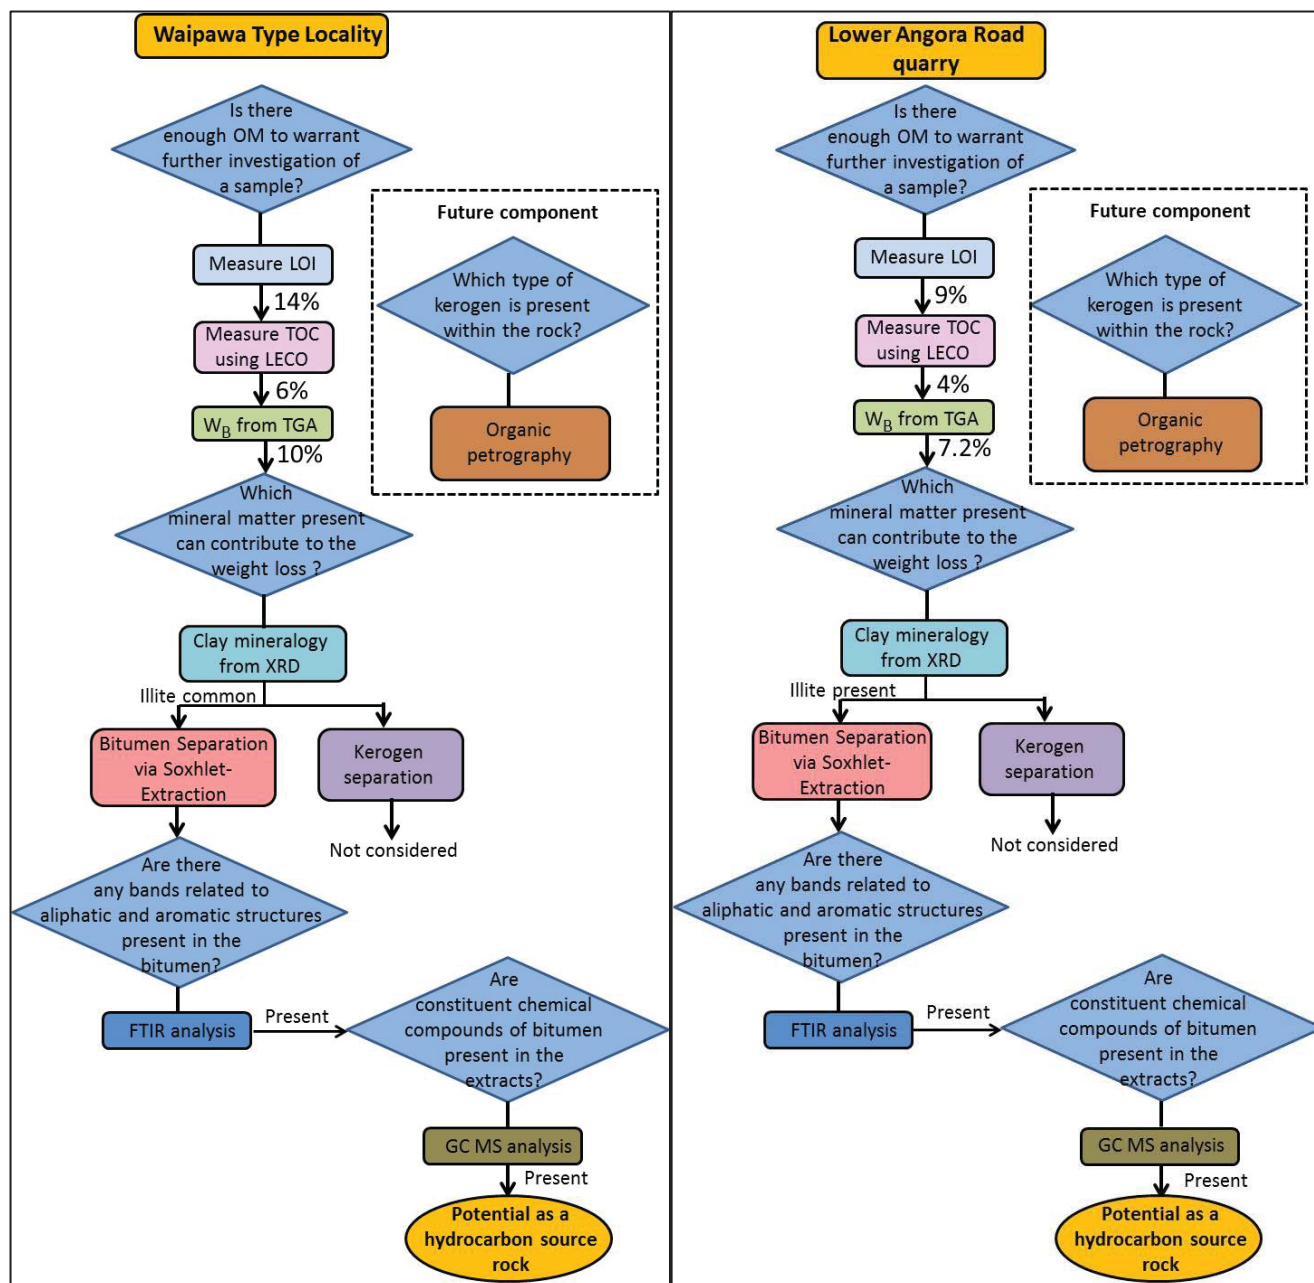 Waipawa Type Locality
Is there
enough OM to warrant
further investigation of
a sample?
Measure LOI
14%
Measure TOC
using LECO
6%
WB from TGA
10%
Which
mineral matter present
can contribute to the
weight loss ?
Clay mineralogy
from XRD
Illite common
Bitumen Separation
via Soxhlet-
Extraction
Kerogen
separation
Not considered
Are there
any bands related to
aliphatic and aromatic structures
present in the
bitumen?
FTIR analysis
Present
Are
constituent chemical
compounds of bitumen
present in the
extracts?
GC MS analysis
Present
Potential as a
hydrocarbon source
rock
Future component
Which type of
kerogen is present
within the rock?
Organic
petrography
Lower Angora Road
quarry
Is there
enough OM to warrant
further investigation of
a sample?
Measure LOI
9%
Measure TOC
using LECO
4%
WB from TGA
7.2%
Which
mineral matter present
can contribute to the
weight loss ?
Clay mineralogy
from XRD
Illite present
Bitumen Separation
via Soxhlet-
Extraction
Kerogen
separation
Not considered
Are there
any bands related to
aliphatic and aromatic structures
present in the
bitumen?
FTIR analysis
Present
Are
constituent chemical
compounds of bitumen
present in the
extracts?
GC MS analysis
Present
Potential as a
hydrocarbon source
rock
Future component
Which type of
kerogen is present
within the rock?
Organic
petrography